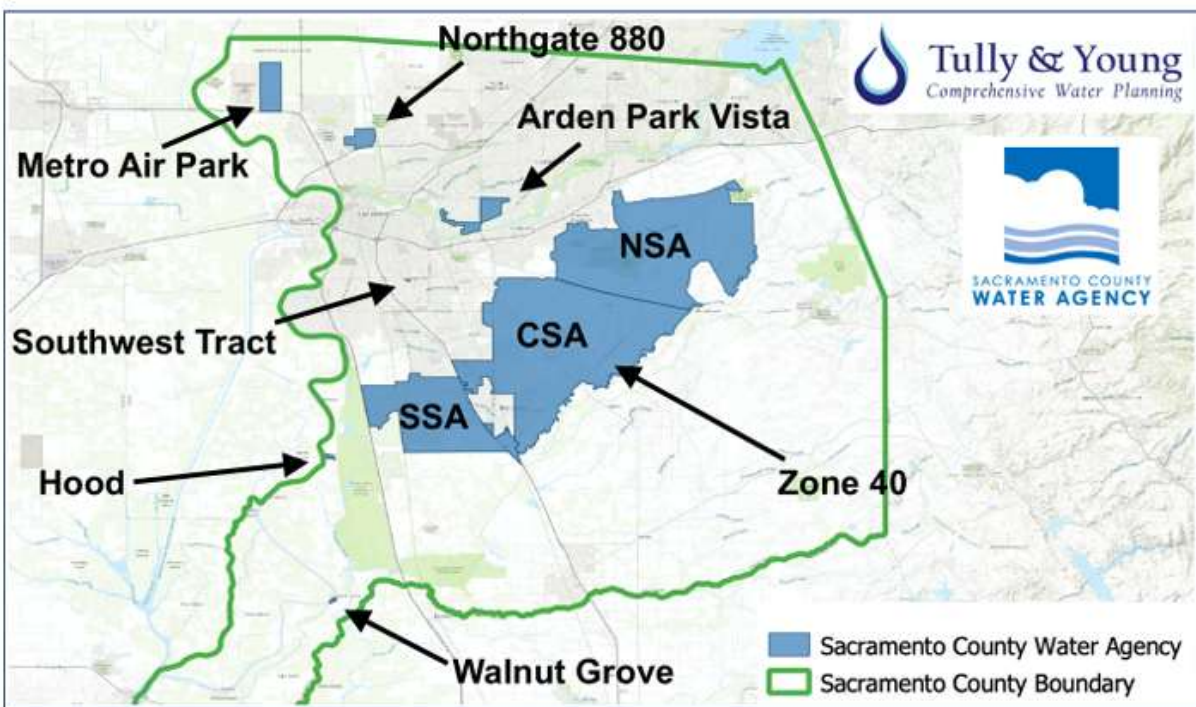 Northgate 880
Tully & Young
Comprehensive Water Planning
Arden Park Vista
Metro Air Park
NSA
SACRAMENTO COUNTY
WATER AGENCY
Southwest Tract
CSA
SSA
Hood
Zone 40
Walnut Grove
Sacramento County Water Agency
Sacramento County Boundary